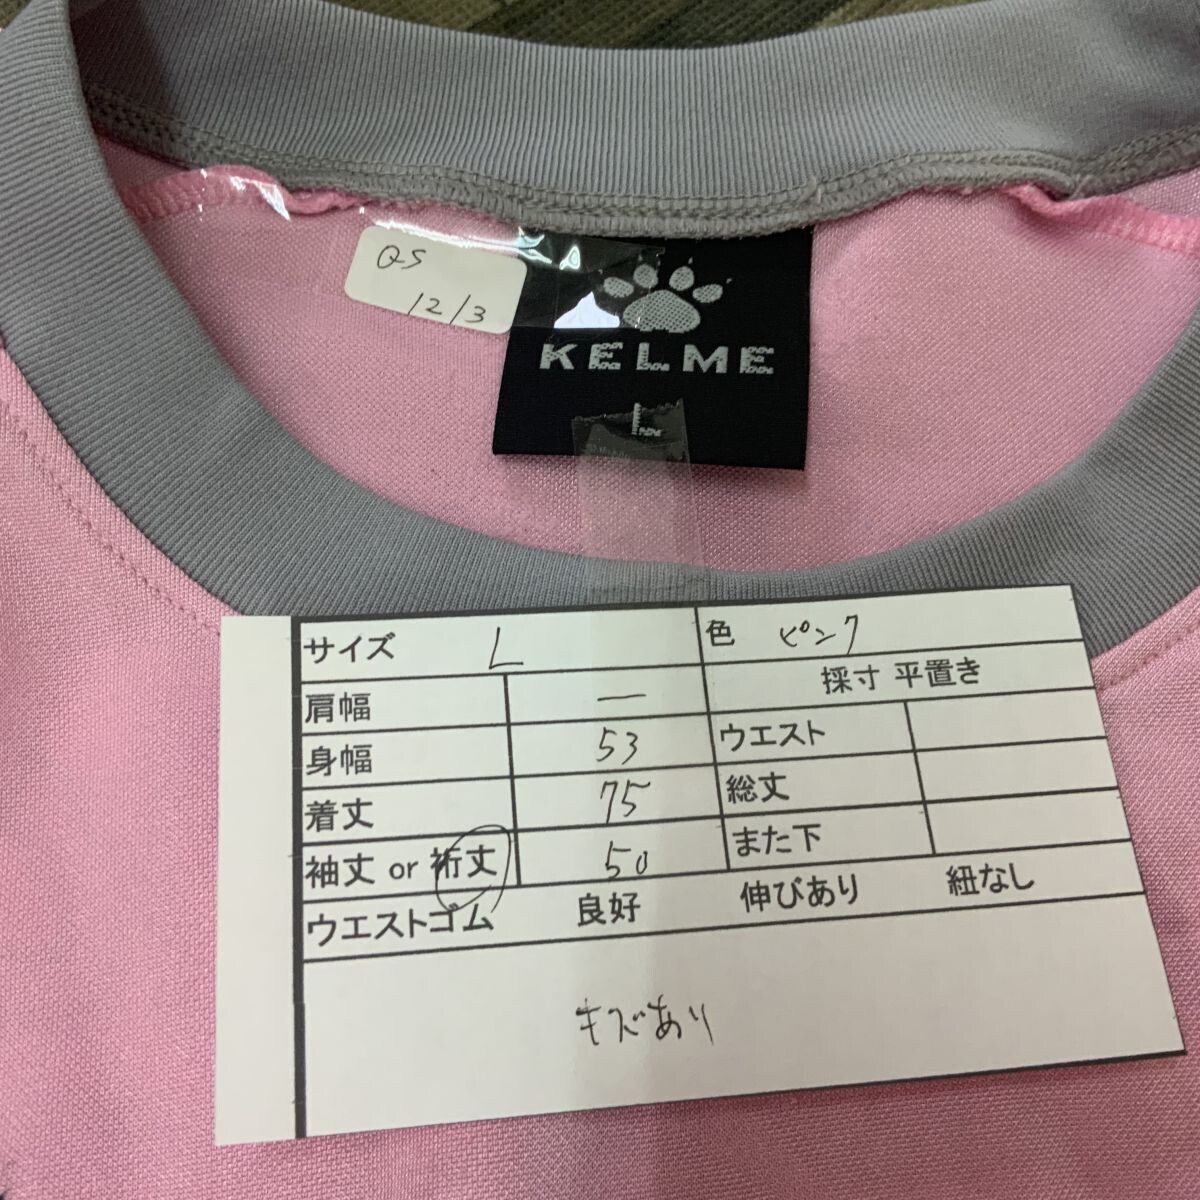 QS
12/3
KELME
L
サイズ L 色 ピンク
肩幅 — 採寸 平置き
身幅 53 ウエスト
着丈 75 総丈
袖丈 or 裄丈 50 また下
ウエストゴム 良好 伸びあり 紐なし
キズあり